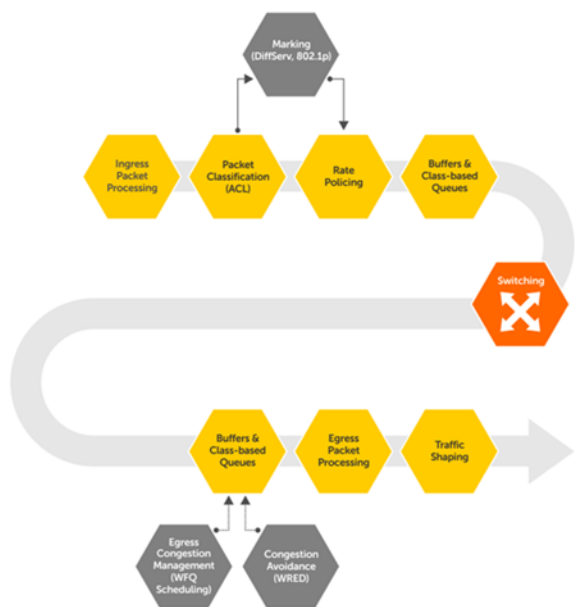 Marking
(DiffServ, 802.1p)
Ingress
Packet
Processing
Packet
Classification
(ACL)
Rate
Policing
Buffers &
Class-based
Queues
Switching
Buffers &
Class-based
Queues
Egress
Packet
Processing
Traffic
Shaping
Egress
Congestion
Management
(WFQ
Scheduling)
Congestion
Avoidance
(WRED)